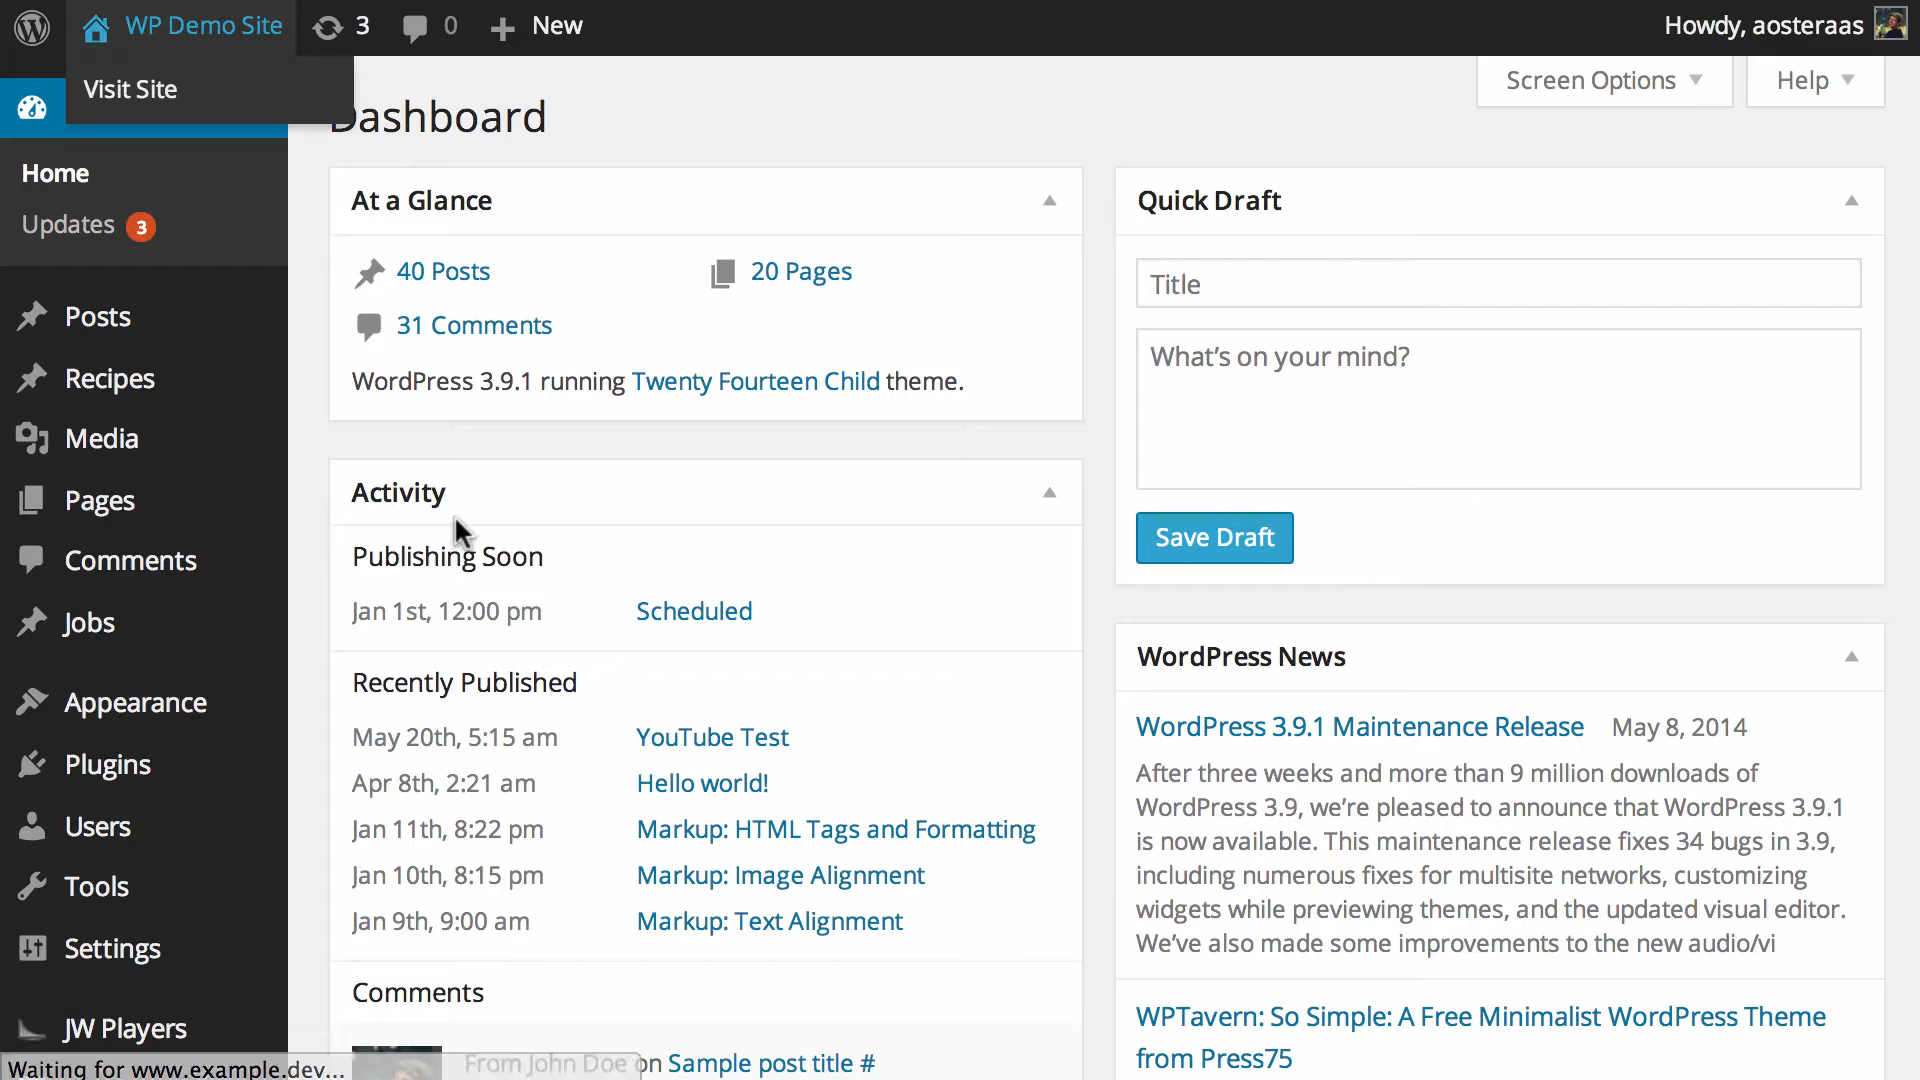 WP Demo Site 3 0 New Howdy, aosteraas
Visit Site
Screen Options Help
Dashboard
Home
Updates 3
Posts
Recipes
Media
Pages
Comments
Jobs
Appearance
Plugins
Users
Tools
Settings
JW Players
At a Glance
40 Posts 20 Pages
31 Comments
WordPress 3.9.1 running Twenty Fourteen Child theme.
Activity
Publishing Soon
Jan 1st, 12:00 pm Scheduled
Recently Published
May 20th, 5:15 am YouTube Test
Apr 8th, 2:21 am Hello world!
Jan 11th, 8:22 pm Markup: HTML Tags and Formatting
Jan 10th, 8:15 pm Markup: Image Alignment
Jan 9th, 9:00 am Markup: Text Alignment
Comments
From John Doe on Sample post title #
Quick Draft
Title
What's on your mind?
Save Draft
WordPress News
WordPress 3.9.1 Maintenance Release May 8, 2014
After three weeks and more than 9 million downloads of
WordPress 3.9, we're pleased to announce that WordPress 3.9.1
is now available. This maintenance release fixes 34 bugs in 3.9,
including numerous fixes for multisite networks, customizing
widgets while previewing themes, and the updated visual editor.
We've also made some improvements to the new audio/vi
WPTavern: So Simple: A Free Minimalist WordPress Theme
from Press75
Waiting for www.example.dev...